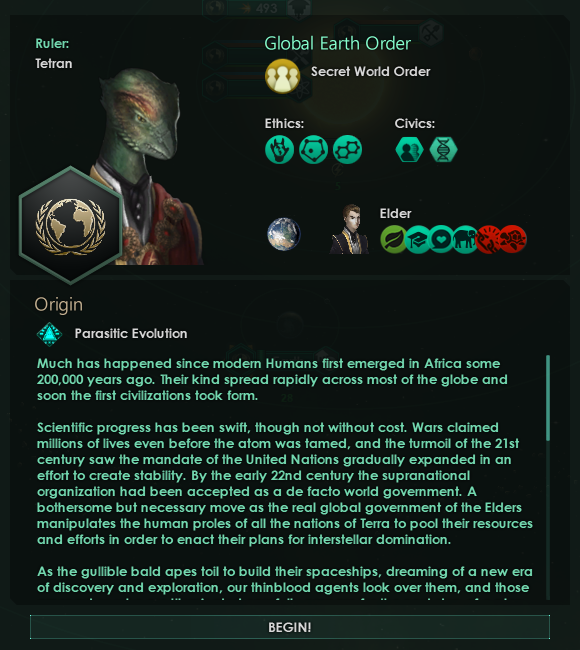 493
Ruler:
Tetran
Global Earth Order
Secret World Order
Ethics:
Civics:
Elder
Origin
Parasitic Evolution
Much has happened since modern Humans first emerged in Africa some
200,000 years ago. Their kind spread rapidly across most of the globe and
soon the first civilizations took form.
Scientific progress has been swift, though not without cost. Wars claimed
millions of lives even before the atom was tamed, and the turmoil of the 21st
century saw the mandate of the United Nations gradually expanded in an
effort to create stability. By the early 22nd century the supranational
organization had been accepted as a de facto world government. A
bothersome but necessary move as the real global government of the Elders
manipulates the human proles of all the nations of Terra to pool their resources
and efforts in order to enact their plans for interstellar domination.
As the gullible bald apes toil to build their spaceships, dreaming of a new era
of discovery and exploration, our thinblood agents look over them, and those
BEGIN!